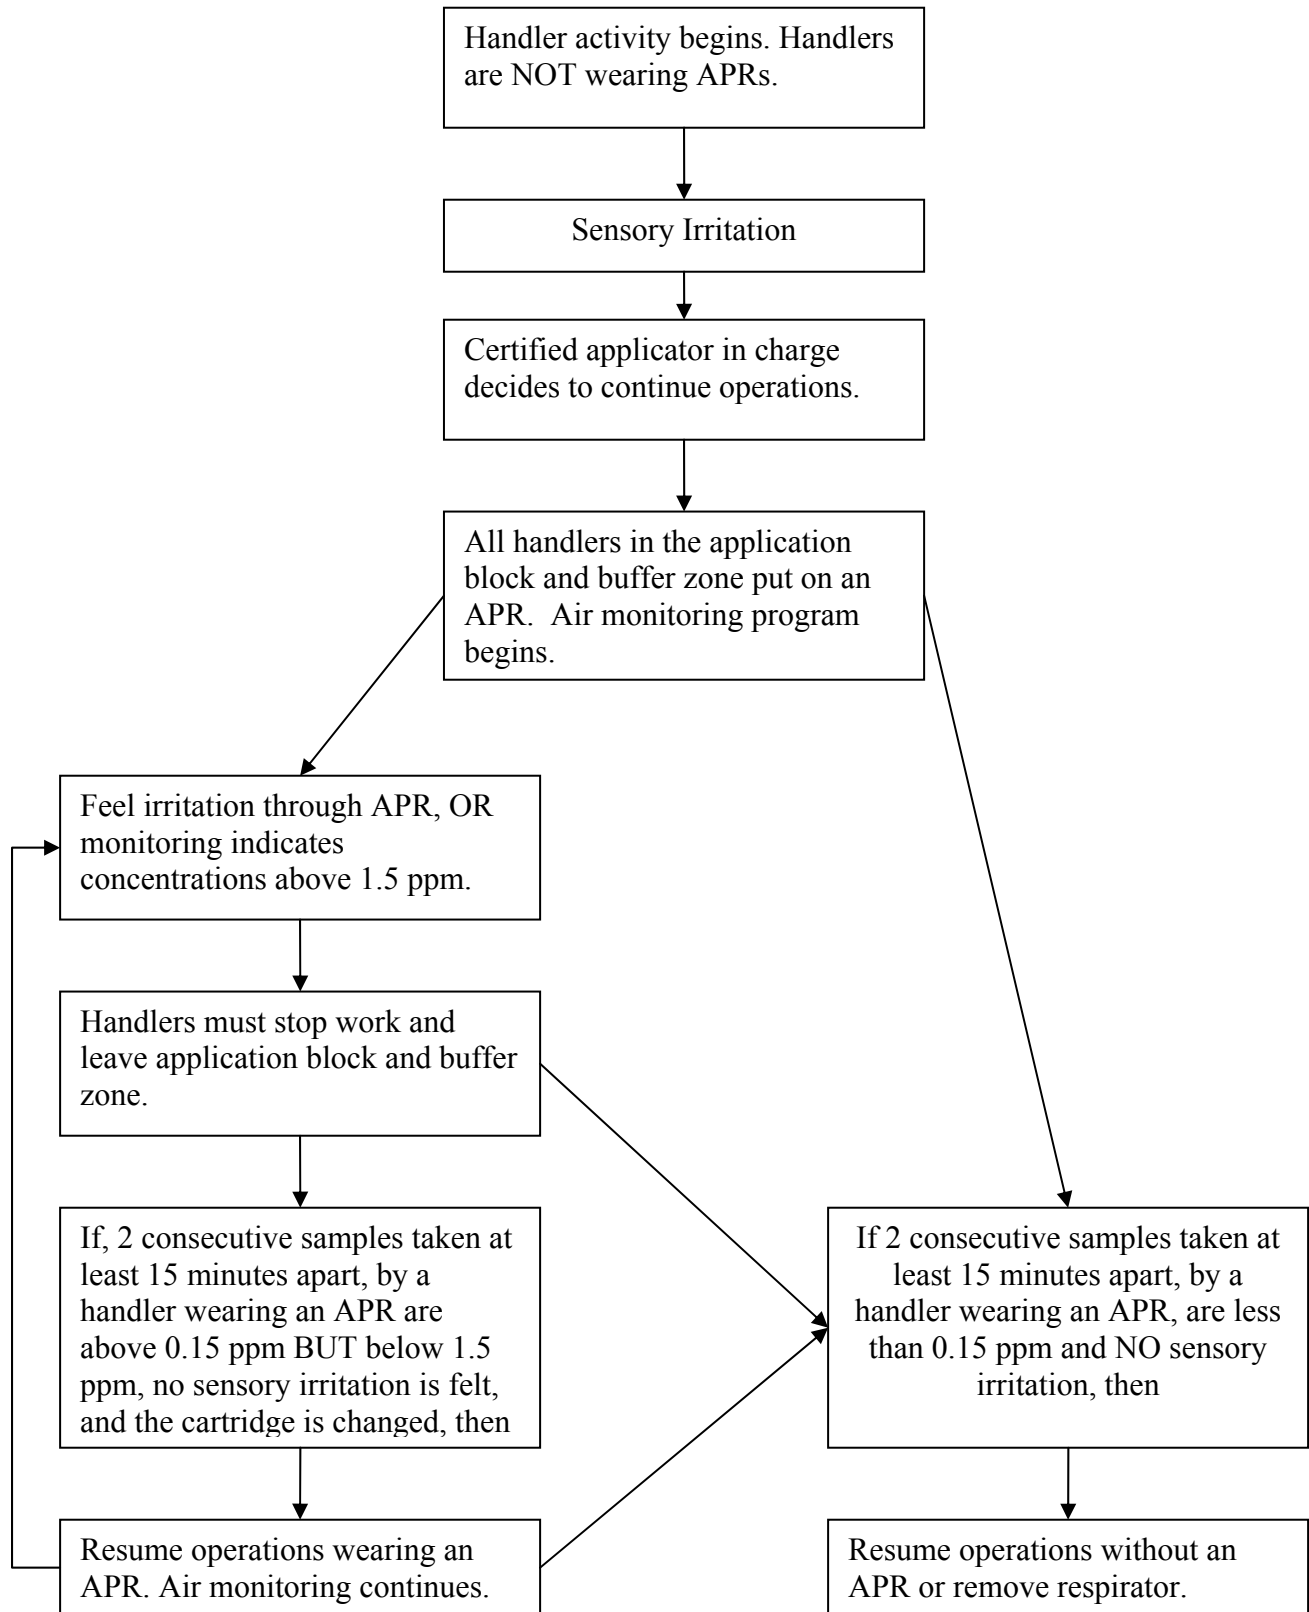 Handler activity begins. Handlers
are NOT wearing APRs.
Sensory Irritation
Certified applicator in charge
decides to continue operations.
All handlers in the application
block and buffer zone put on an
APR.  Air monitoring program
begins.
Feel irritation through APR, OR
monitoring indicates
concentrations above 1.5 ppm.
Handlers must stop work and
leave application block and buffer
zone.
If, 2 consecutive samples taken at
least 15 minutes apart, by a
handler wearing an APR are
above 0.15 ppm BUT below 1.5
ppm, no sensory irritation is felt,
and the cartridge is changed, then
If 2 consecutive samples taken at
least 15 minutes apart, by a
handler wearing an APR, are less
than 0.15 ppm and NO sensory
irritation, then
Resume operations wearing an
APR. Air monitoring continues.
Resume operations without an
APR or remove respirator.